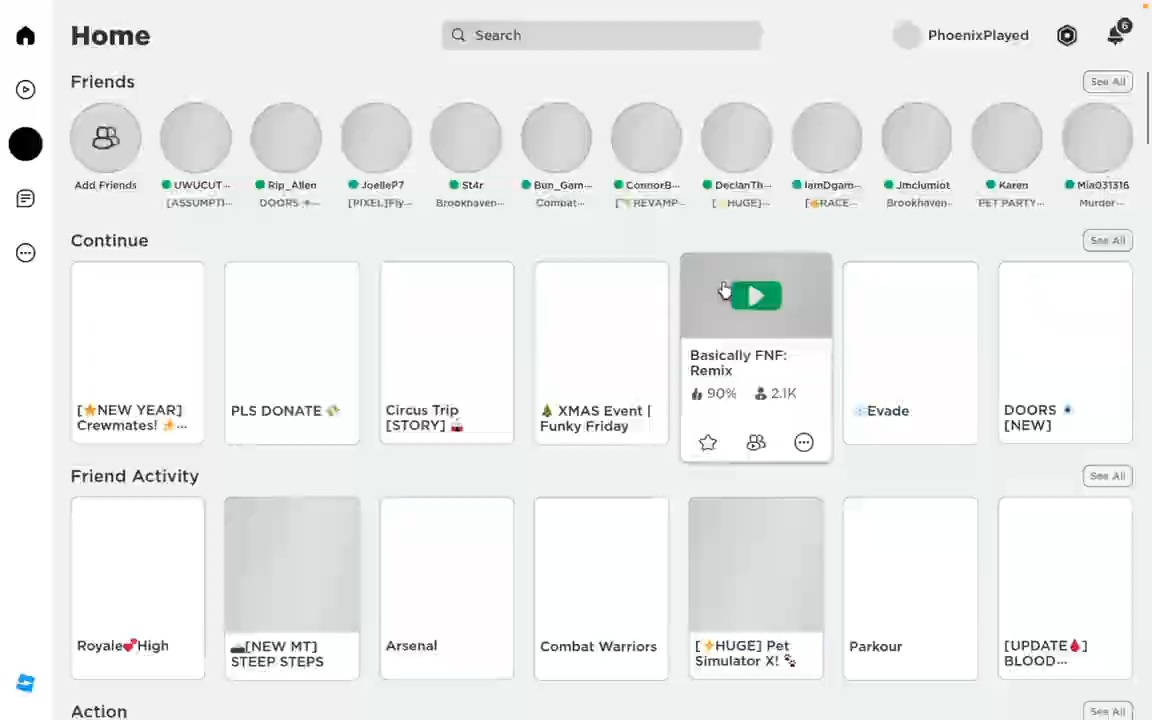 Home
Search
PhoenixPlayed
6
Friends
See All
Add Friends
UWUCUT...
Rip_Allen
JoelleP7
St4r
Bun_Gam...
ConnorB...
DeclanTh...
IamDgam...
Jmclumiot
Karen
Mia031316
[ASSUMPTI...
DOORS 👁️...
[PIXEL]Fly...
Brookhaven...
Combat...
REVAMP...
[⚡HUGE]...
RACE...
Brookhaven...
PET PARTY...
Murder...
Continue
See All
[⭐NEW YEAR]
Crewmates! ✨...
PLS DONATE 💸
Circus Trip
[STORY] 🎪
🎄 XMAS Event |
Funky Friday
Basically FNF:
Remix
90%
2.1K
❄️Evade
DOORS 👁️
[NEW]
Friend Activity
See All
Royale💞High
[NEW MT]
STEEP STEPS
Arsenal
Combat Warriors
[✨HUGE] Pet
Simulator X! 🐾
Parkour
[UPDATE🩸]
BLOOD...
Action
See All